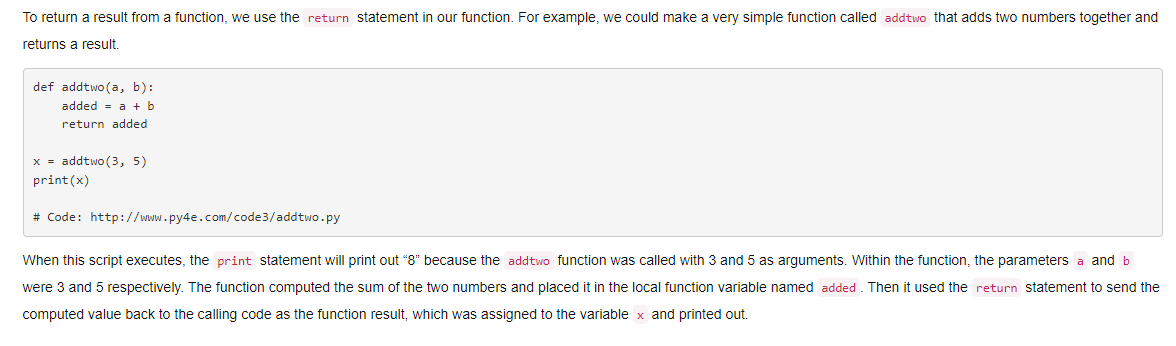 To return a result from a function, we use the return statement in our function. For example, we could make a very simple function called addtwo that adds two numbers together and
returns a result.
def addtwo(a, b):
    added = a + b
    return added
x = addtwo(3, 5)
print(x)
# Code: http://www.py4e.com/code3/addtwo.py
When this script executes, the print statement will print out “8” because the addtwo function was called with 3 and 5 as arguments. Within the function, the parameters a and b
were 3 and 5 respectively. The function computed the sum of the two numbers and placed it in the local function variable named added. Then it used the return statement to send the
computed value back to the calling code as the function result, which was assigned to the variable x and printed out.